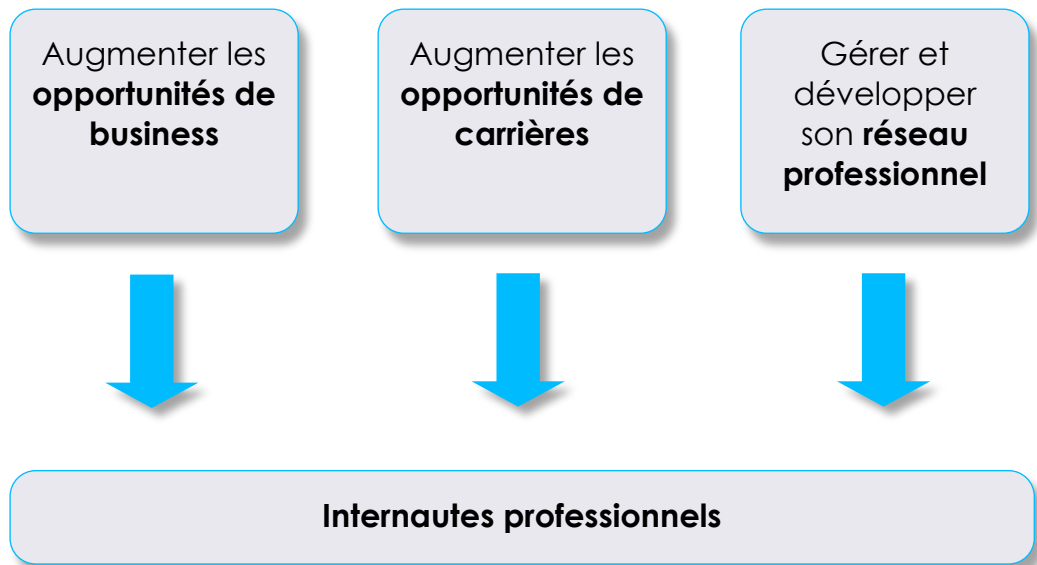 Augmenter les
opportunités de
business
Augmenter les
opportunités de
carrières
Gérer et
développer
son réseau
professionnel
Internautes professionnels